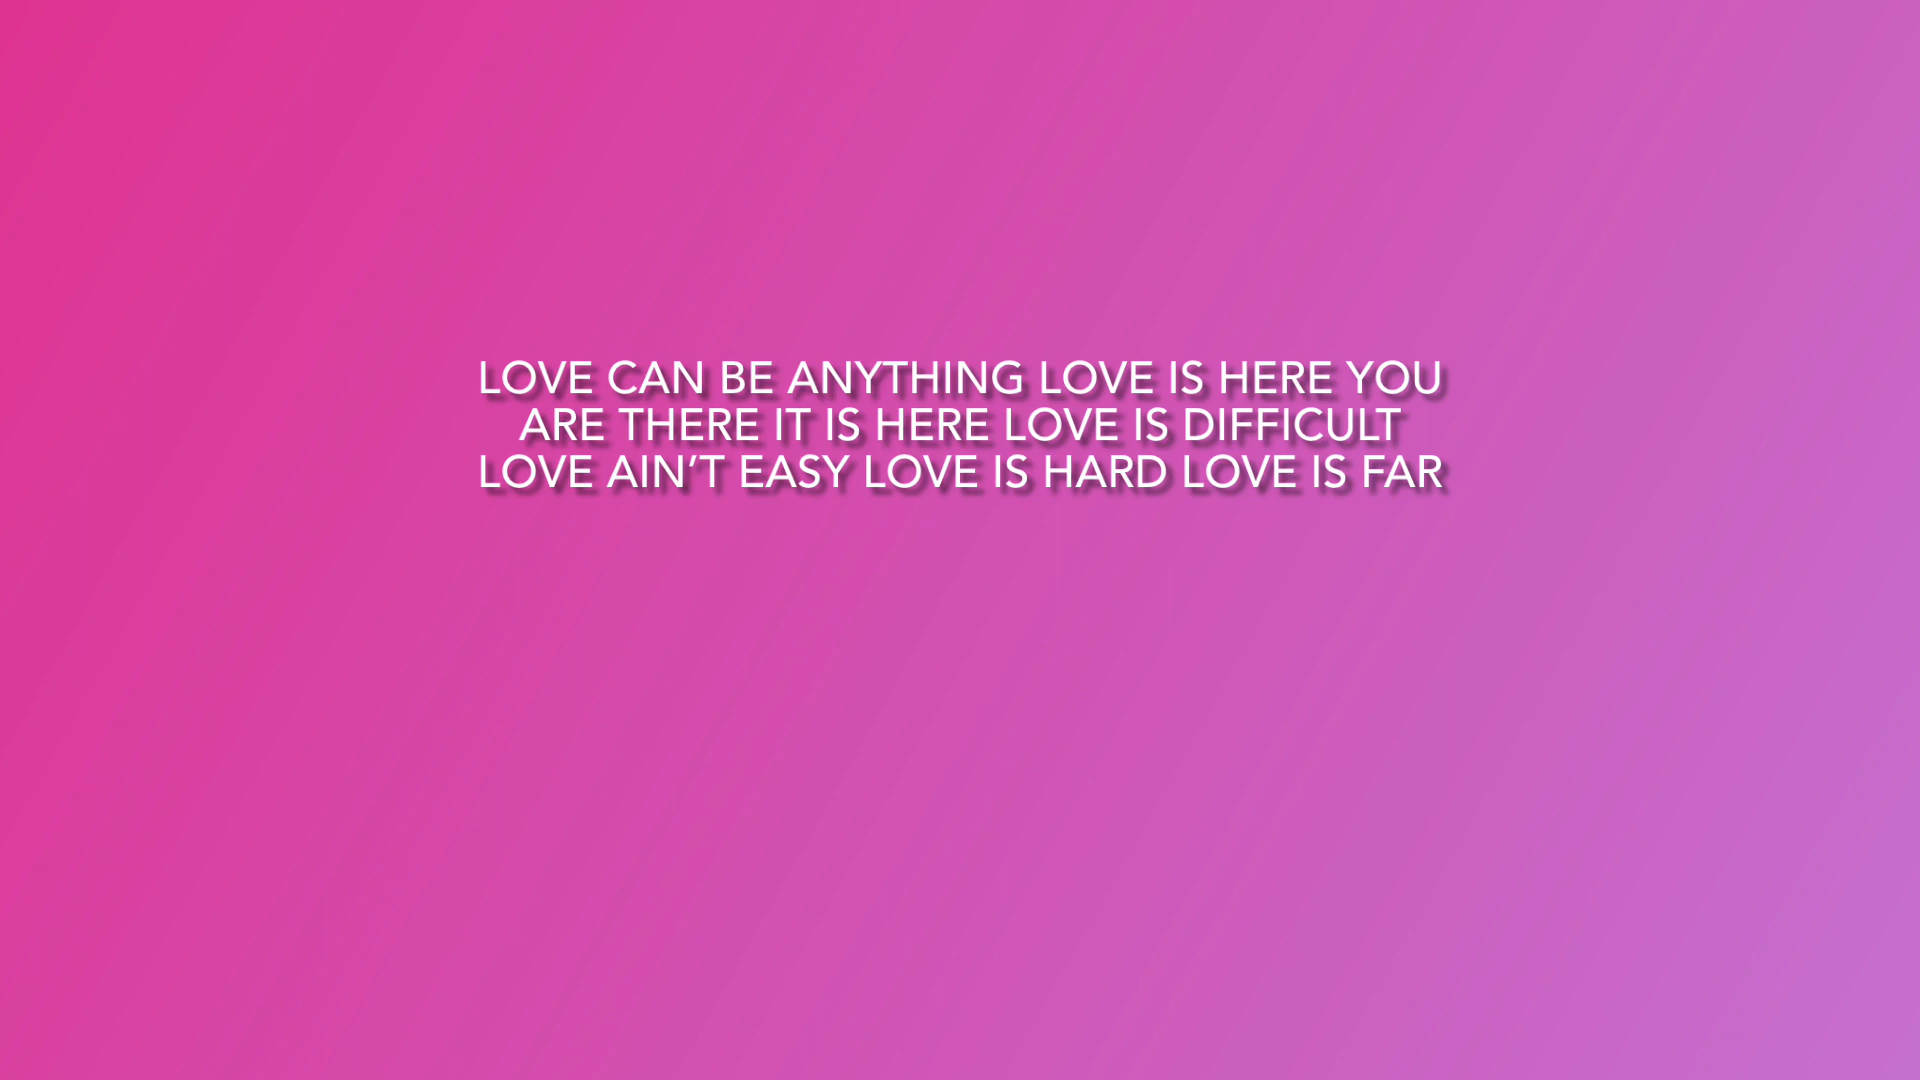 LOVE CAN BE ANYTHING LOVE IS HERE YOU
ARE THERE IT IS HERE LOVE IS DIFFICULT
LOVE AIN’T EASY LOVE IS HARD LOVE IS FAR